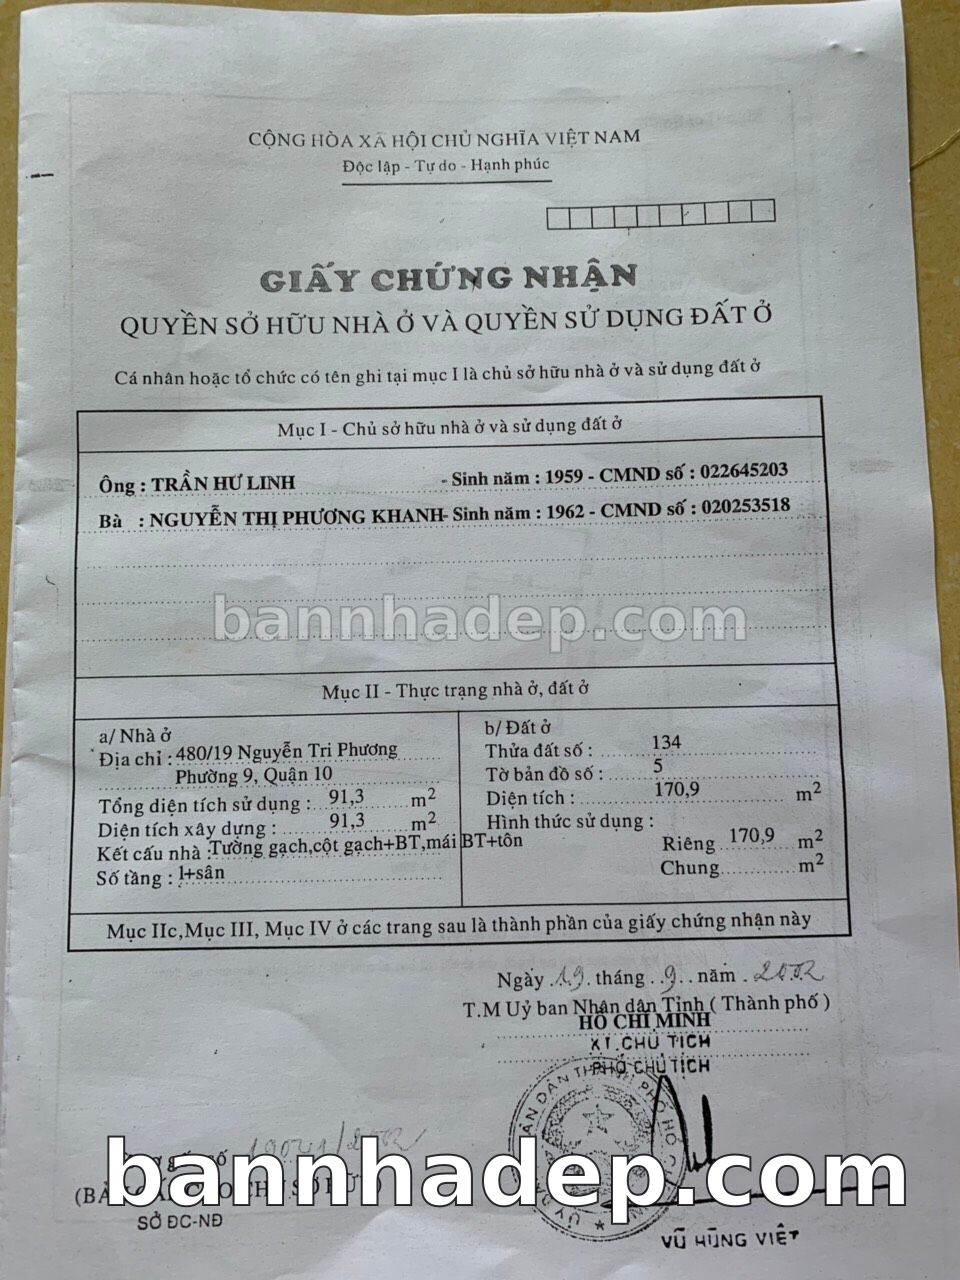 CỘNG HÒA XÃ HỘI CHỦ NGHĨA VIỆT NAM
Độc lập - Tự do - Hạnh phúc
GIẤY CHỨNG NHẬN
QUYỀN SỞ HỮU NHÀ Ở VÀ QUYỀN SỬ DỤNG ĐẤT Ở
Cá nhân hoặc tổ chức có tên ghi tại mục I là chủ sở hữu nhà ở và sử dụng đất ở
Mục I - Chủ sở hữu nhà ở và sử dụng đất ở
Ông : TRẦN HƯ LINH - Sinh năm : 1959 - CMND số : 022645203
Bà : NGUYỄN THỊ PHƯƠNG KHANH- Sinh năm : 1962 - CMND số : 020253518
bannhadep.com
Mục II - Thực trạng nhà ở, đất ở
a/ Nhà ở
Địa chỉ : 480/19 Nguyễn Tri Phương
Phường 9, Quận 10
Tổng diện tích sử dụng : 91,3 m2
Diện tích xây dựng : 91,3 m2
Kết cấu nhà : Tường gạch,cột gạch+BT,mái BT+tôn
Số tầng : 1+sân
b/ Đất ở
Thửa đất số : 134
Tờ bản đồ số : 5
Diện tích : 170,9 m2
Hình thức sử dụng :
Riêng 170,9 m2
Chung m2
Mục IIc,Mục III, Mục IV ở các trang sau là thành phần của giấy chứng nhận này
Ngày 19 tháng 9 năm 2002
T.M Uỷ ban Nhân dân Tỉnh ( Thành phố )
HỒ CHÍ MINH
KT.CHỦ TỊCH
PHÓ CHỦ TỊCH
bannhadep.com
SỞ ĐC-NĐ
VŨ HÙNG VIỆT